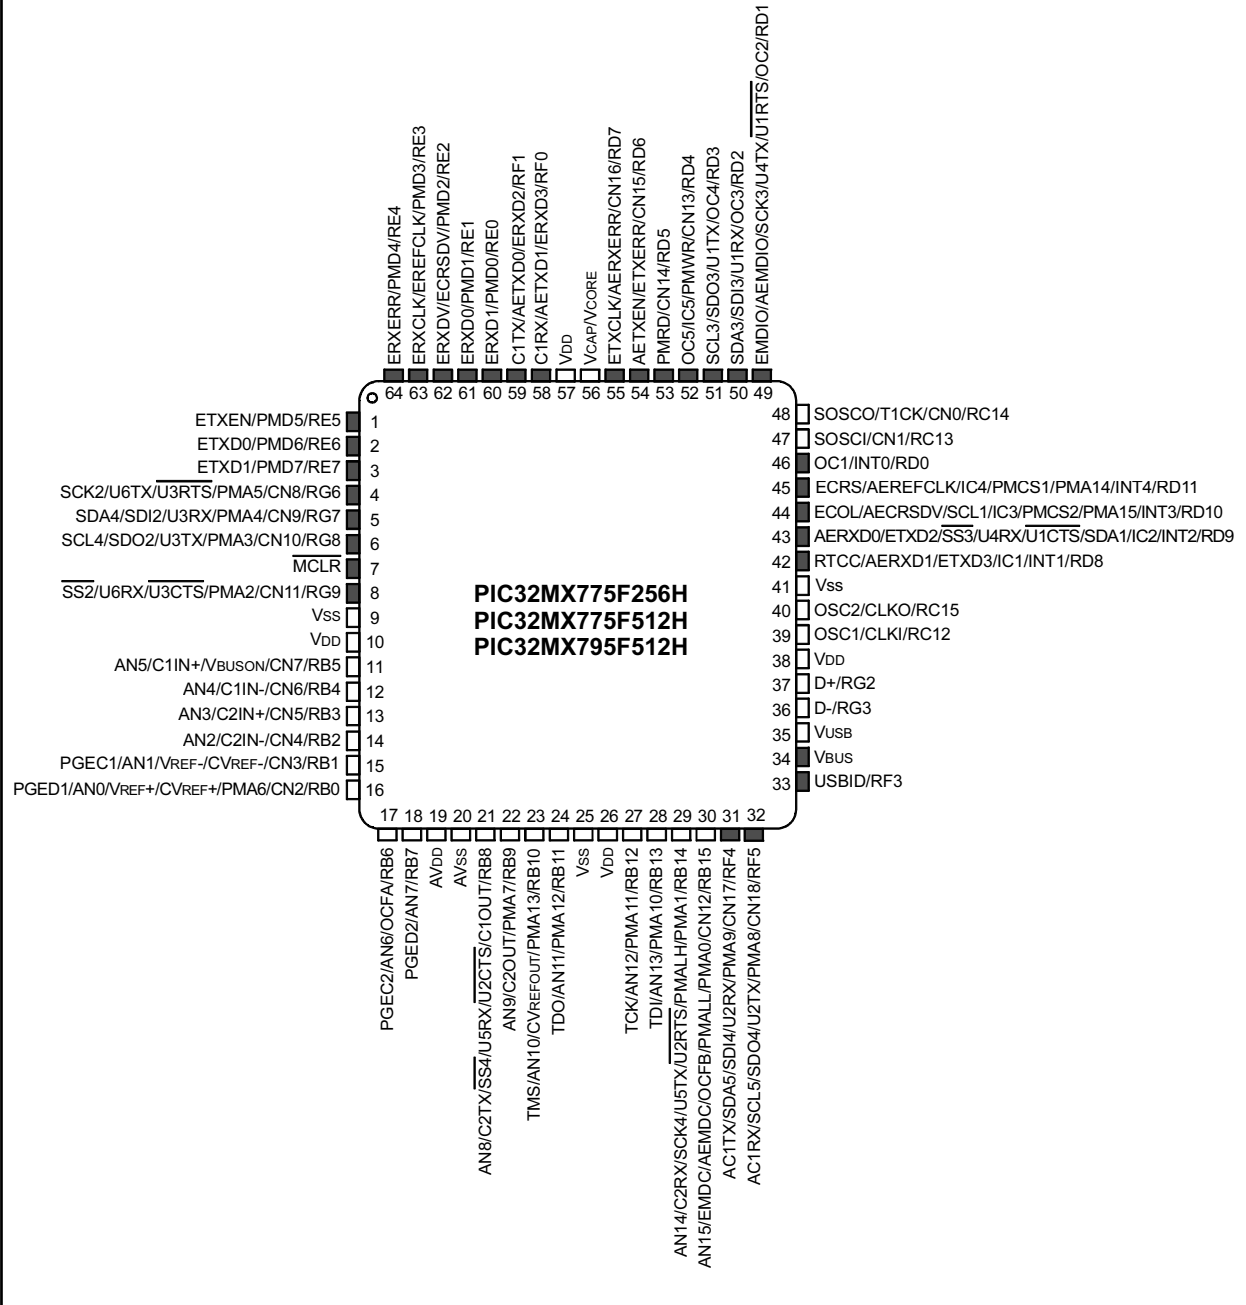 ERXERR/PMD4/RE4
ERXCLK/EREFCLK/PMD3/RE3
ERXDV/ECRSDV/PMD2/RE2
ERXD0/PMD1/RE1
ERXD1/PMD0/RE0
C1TX/AETXD0/ERXD2/RF1
C1RX/AETXD1/ERXD3/RF0
VDD
VCAP/VCORE
ETXCLK/AERXERR/CN16/RD7
AETXEN/ETXERR/CN15/RD6
PMRD/CN14/RD5
OC5/IC5/PMWR/CN13/RD4
SCL3/SDO3/U1TX/OC4/RD3
SDA3/SDI3/U1RX/OC3/RD2
EMDIO/AEMDIO/SCK3/U4TX/U1RTS/OC2/RD1
64 63 62 61 60 59 58 57 56 55 54 53 52 51 50 49
ETXEN/PMD5/RE5 1
ETXD0/PMD6/RE6 2
ETXD1/PMD7/RE7 3
SCK2/U6TX/U3RTS/PMA5/CN8/RG6 4
SDA4/SDI2/U3RX/PMA4/CN9/RG7 5
SCL4/SDO2/U3TX/PMA3/CN10/RG8 6
MCLR 7
SS2/U6RX/U3CTS/PMA2/CN11/RG9 8
VSS 9
VDD 10
AN5/C1IN+/VBUSON/CN7/RB5 11
AN4/C1IN-/CN6/RB4 12
AN3/C2IN+/CN5/RB3 13
AN2/C2IN-/CN4/RB2 14
PGEC1/AN1/VREF-/CVREF-/CN3/RB1 15
PGED1/AN0/VREF+/CVREF+/PMA6/CN2/RB0 16
PIC32MX775F256H
PIC32MX775F512H
PIC32MX795F512H
48 SOSCO/T1CK/CN0/RC14
47 SOSCI/CN1/RC13
46 OC1/INT0/RD0
45 ECRS/AEREFCLK/IC4/PMCS1/PMA14/INT4/RD11
44 ECOL/AECRSDV/SCL1/IC3/PMCS2/PMA15/INT3/RD10
43 AERXD0/ETXD2/SS3/U4RX/U1CTS/SDA1/IC2/INT2/RD9
42 RTCC/AERXD1/ETXD3/IC1/INT1/RD8
41 Vss
40 OSC2/CLKO/RC15
39 OSC1/CLKI/RC12
38 VDD
37 D+/RG2
36 D-/RG3
35 VUSB
34 VBUS
33 USBID/RF3
17 18 19 20 21 22 23 24 25 26 27 28 29 30 31 32
PGEC2/AN6/OCFA/RB6
PGED2/AN7/RB7
AVDD
AVSS
AN8/C2TX/SS4/U5RX/U2CTS/C1OUT/RB8
AN9/C2OUT/PMA7/RB9
TMS/AN10/CVREFOUT/PMA13/RB10
TDO/AN11/PMA12/RB11
VSS
VDD
TCK/AN12/PMA11/RB12
TDI/AN13/PMA10/RB13
AN14/C2RX/SCK4/U5TX/U2RTS/PMALH/PMA1/RB14
AN15/EMDC/AEMDC/OCFB/PMALL/PMA0/CN12/RB15
AC1TX/SDA5/SDI4/U2RX/PMA9/CN17/RF4
AC1RX/SCL5/SDO4/U2TX/PMA8/CN18/RF5